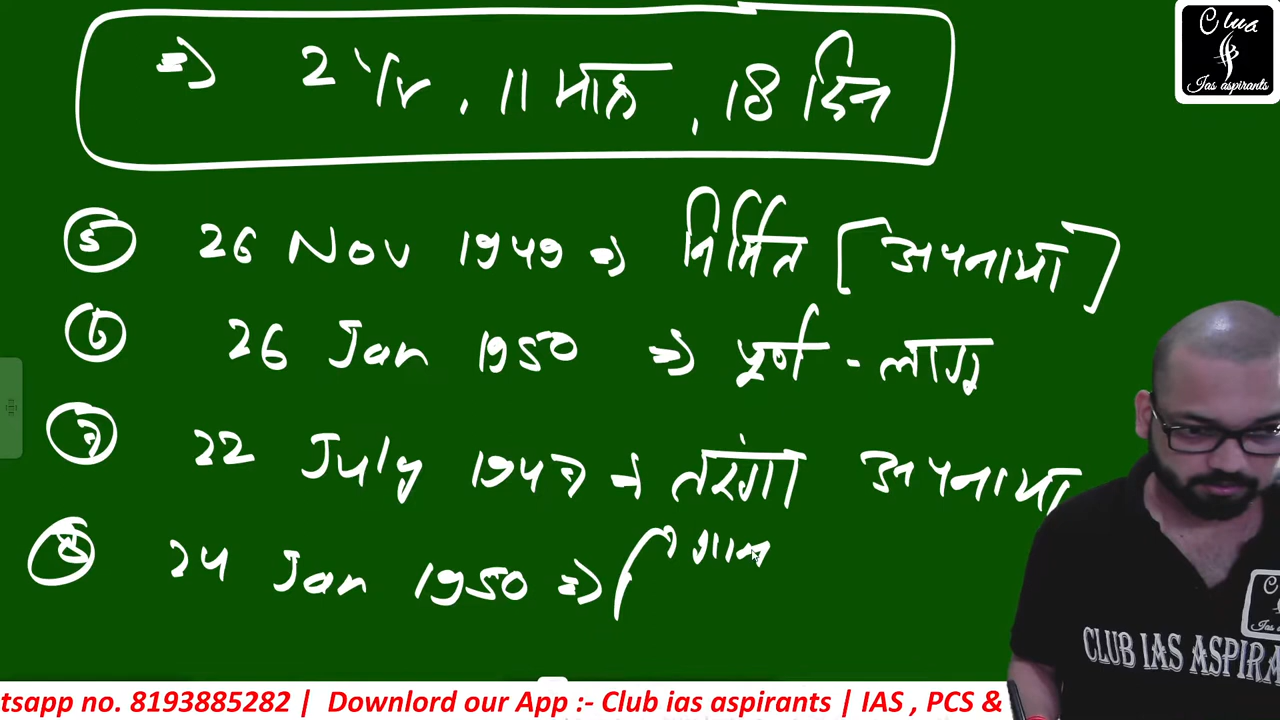 Club
Ias aspirants
⇒ 2 Yr, 11 माह, 18 दिन
⑤ 26 Nov 1949 ⇒ निर्मित [अपनाया]
⑥ 26 Jan 1950 ⇒ पूर्ण - लागू
⑦ 22 July 1947 → तिरंगा अपनाया
⑧ 24 Jan 1950 ⇒ गान
CLUB IAS ASPIRA
tsapp no. 8193885282 | Downlord our App :- Club ias aspirants | IAS , PCS &